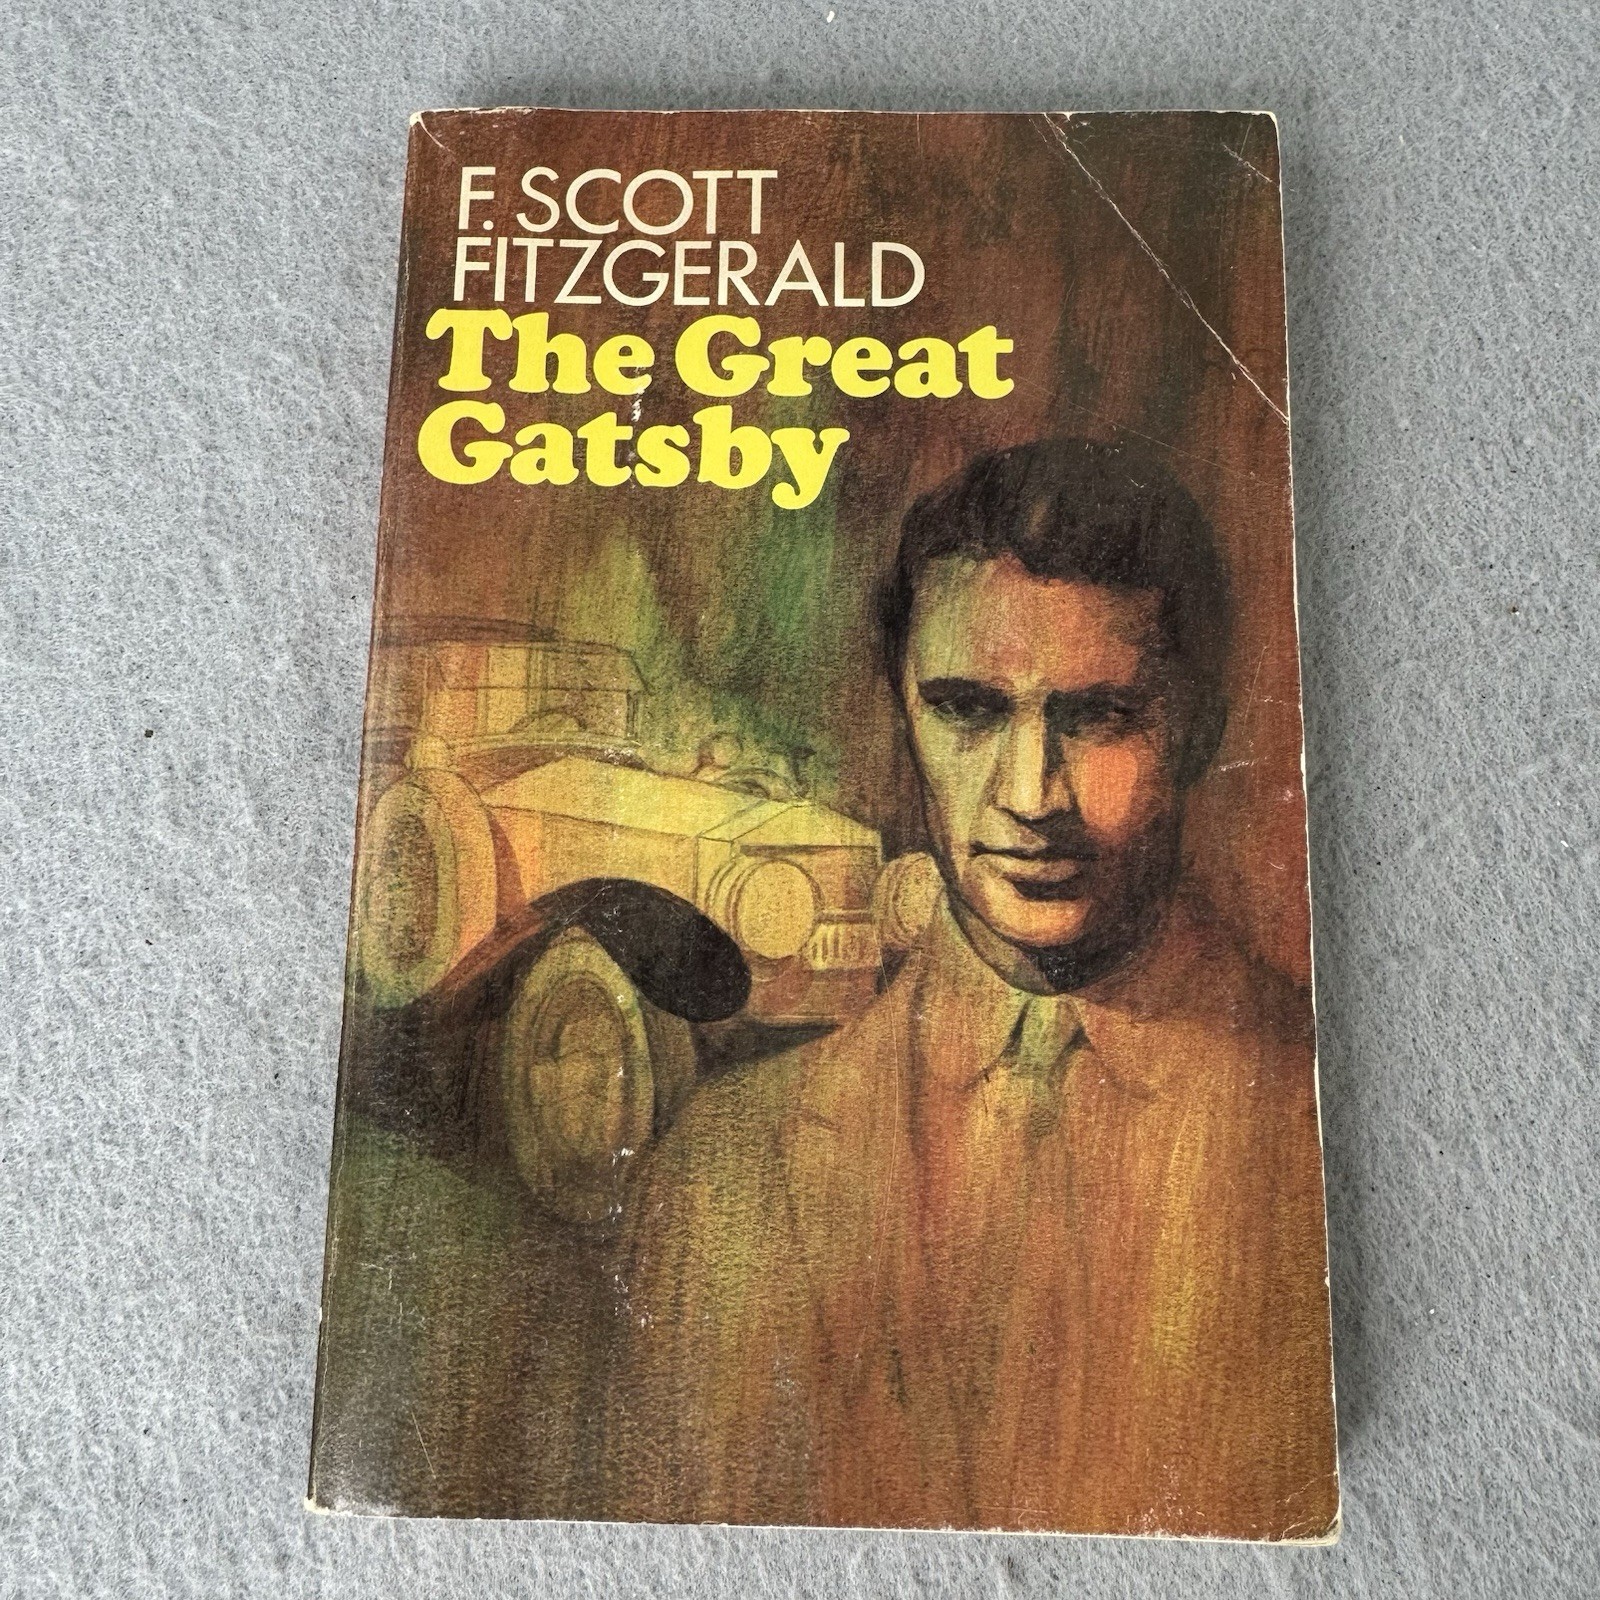 F. SCOTT
FITZGERALD
The Great
Gatsby